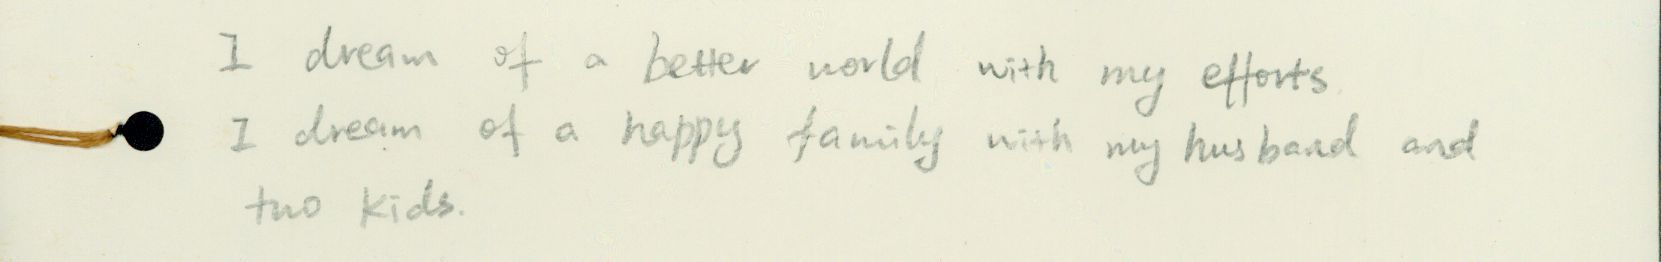 I dream of a better world with my efforts.
I dream of a happy family with my husband and
two kids.